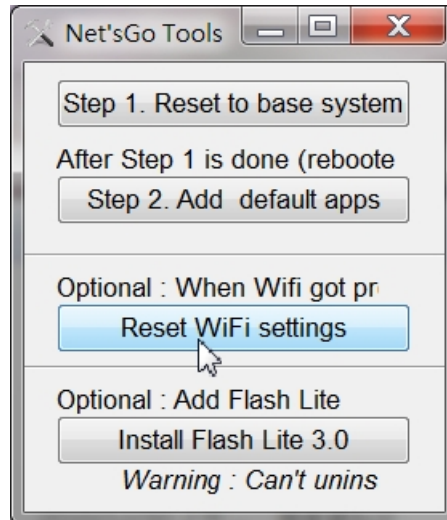 Net'sGo Tools
Step 1. Reset to base system
After Step 1 is done (reboote
Step 2. Add default apps
Optional : When Wifi got pr
Reset WiFi settings
Optional : Add Flash Lite
Install Flash Lite 3.0
Warning : Can't unins